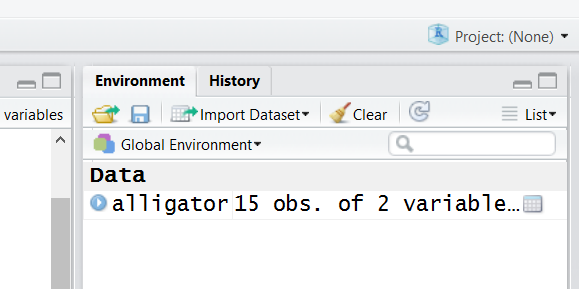 Project: (None)
Environment History
variables
Import Dataset Clear List
Global Environment
Data
alligator 15 obs. of 2 variable…